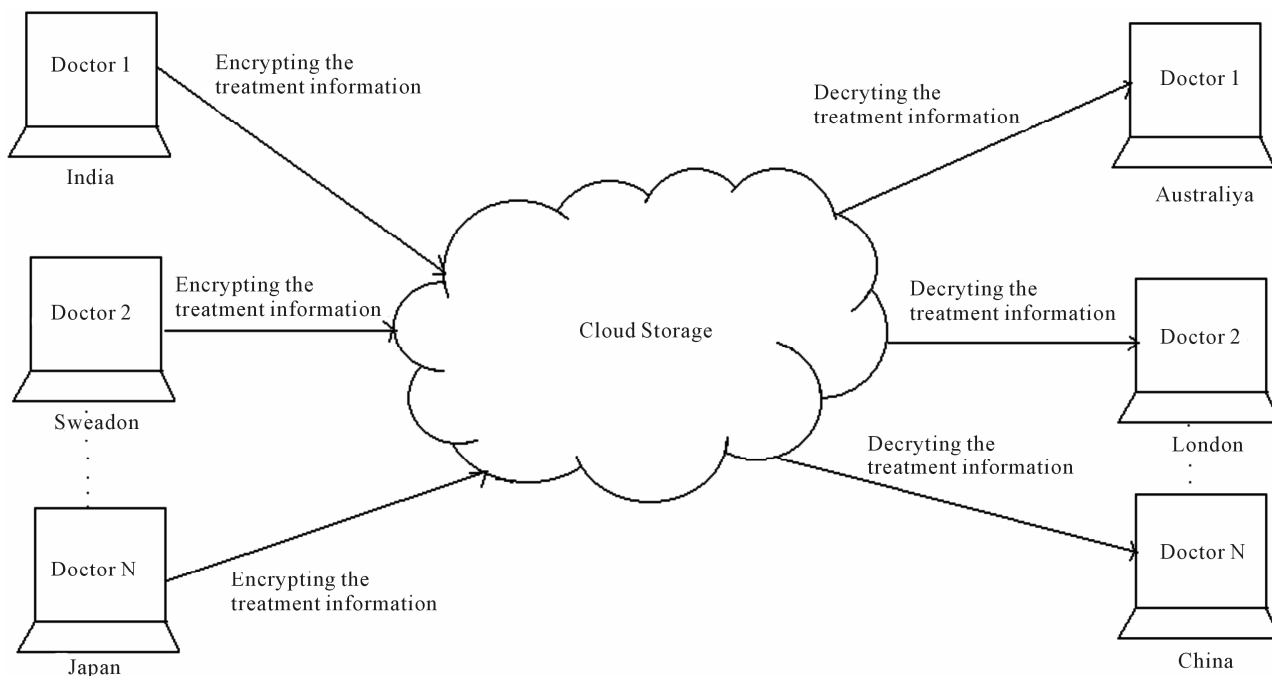 Doctor 1
India
Encrypting the
treatment information
Doctor 2
Sweadon
Encrypting the
treatment information
Doctor N
Japan
Encrypting the
treatment information
Cloud Storage
Decryting the
treatment information
Doctor 1
Australiya
Decryting the
treatment information
Doctor 2
London
Decryting the
treatment information
Doctor N
China